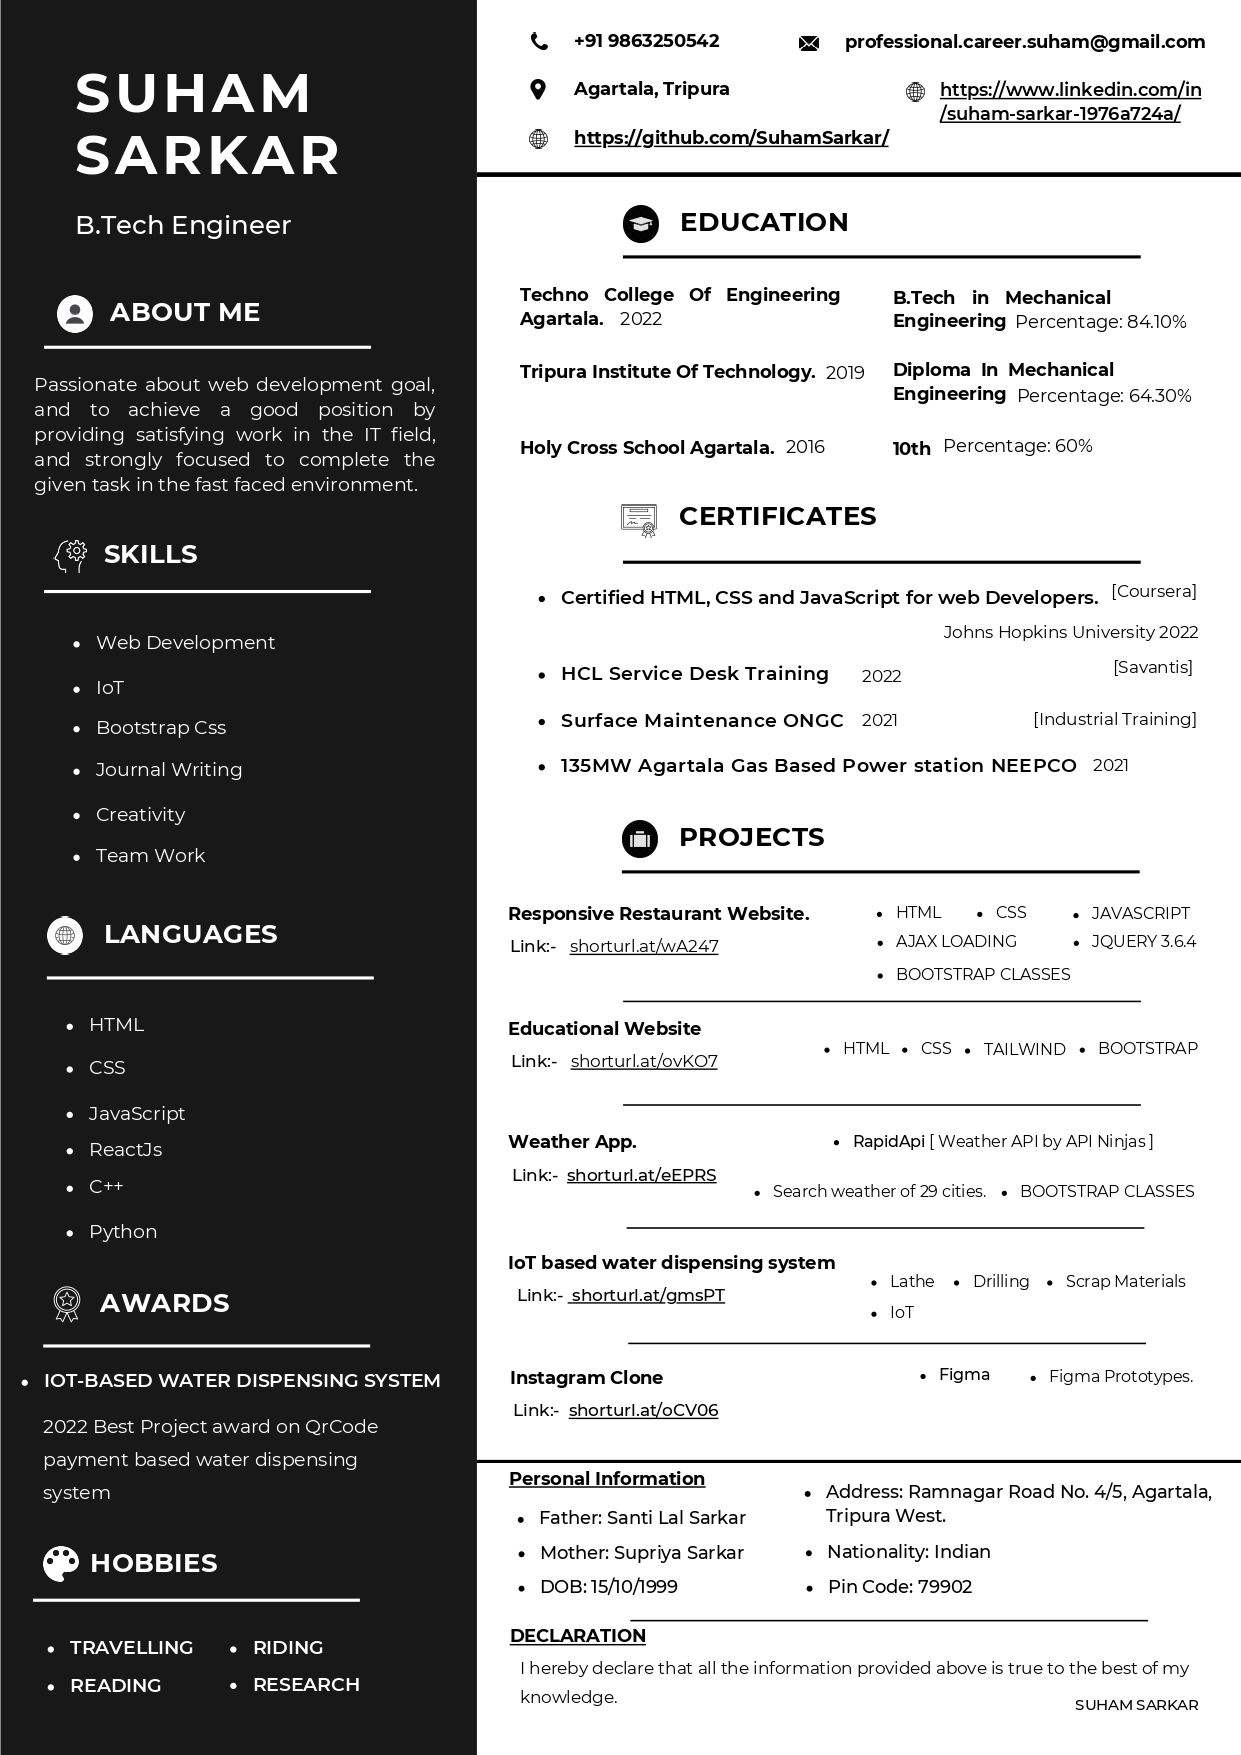 SUHAM
SARKAR
B.Tech Engineer
ABOUT ME
Passionate about web development goal,
and to achieve a good position by
providing satisfying work in the IT field,
and strongly focused to complete the
given task in the fast faced environment.
SKILLS
• Web Development
• IoT
• Bootstrap Css
• Journal Writing
• Creativity
• Team Work
LANGUAGES
• HTML
• CSS
• JavaScript
• ReactJs
• C++
• Python
AWARDS
• IOT-BASED WATER DISPENSING SYSTEM
2022 Best Project award on QrCode
payment based water dispensing
system
HOBBIES
• TRAVELLING • RIDING
• READING • RESEARCH
+91 9863250542 professional.career.suham@gmail.com
Agartala, Tripura https://www.linkedin.com/in
/suham-sarkar-1976a724a/
https://github.com/SuhamSarkar/
EDUCATION
Techno College Of Engineering B.Tech in Mechanical
Agartala. 2022 Engineering Percentage: 84.10%
Tripura Institute Of Technology. 2019 Diploma In Mechanical
Engineering Percentage: 64.30%
Holy Cross School Agartala. 2016 10th Percentage: 60%
CERTIFICATES
• Certified HTML, CSS and JavaScript for web Developers. [Coursera]
Johns Hopkins University 2022
• HCL Service Desk Training 2022 [Savantis]
• Surface Maintenance ONGC 2021 [Industrial Training]
• 135MW Agartala Gas Based Power station NEEPCO 2021
PROJECTS
Responsive Restaurant Website. • HTML • CSS • JAVASCRIPT
Link:- shorturl.at/wA247 • AJAX LOADING • JQUERY 3.6.4
• BOOTSTRAP CLASSES
Educational Website
• HTML • CSS • TAILWIND • BOOTSTRAP
Link:- shorturl.at/ovKO7
Weather App. • RapidApi [ Weather API by API Ninjas ]
Link:- shorturl.at/eEPRS
• Search weather of 29 cities. • BOOTSTRAP CLASSES
IoT based water dispensing system
• Lathe • Drilling • Scrap Materials
Link:- shorturl.at/gmsPT
• IoT
Instagram Clone • Figma • Figma Prototypes.
Link:- shorturl.at/oCV06
Personal Information
• Father: Santi Lal Sarkar
• Mother: Supriya Sarkar
• DOB: 15/10/1999
• Address: Ramnagar Road No. 4/5, Agartala,
Tripura West.
• Nationality: Indian
• Pin Code: 79902
DECLARATION
I hereby declare that all the information provided above is true to the best of my
knowledge.
SUHAM SARKAR